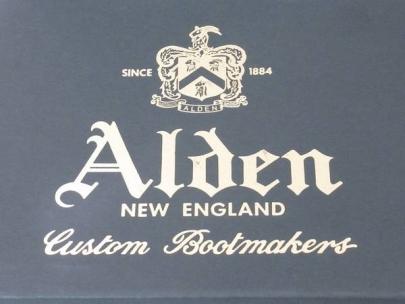 SINCE 1884
ALDEN
Alden
NEW ENGLAND
Custom Bootmakers